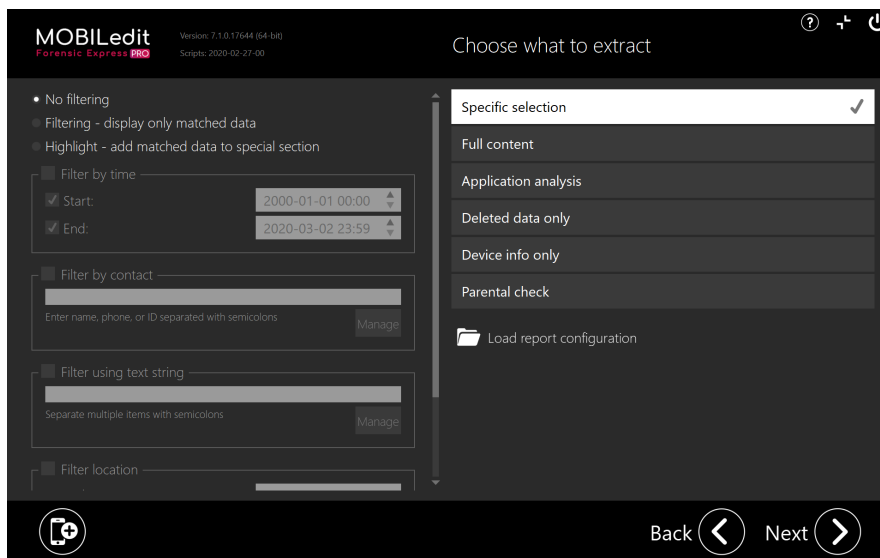 MOBILedit
Forensic Express PRO
Version: 7.1.0.17644 (64-bit)
Scripts: 2020-02-27-00
Choose what to extract
?
No filtering
Filtering - display only matched data
Highlight - add matched data to special section
Filter by time
Start:
2000-01-01 00:00
End:
2020-03-02 23:59
Filter by contact
Enter name, phone, or ID separated with semicolons
Manage
Filter using text string
Separate multiple items with semicolons
Manage
Filter location
Specific selection
Full content
Application analysis
Deleted data only
Device info only
Parental check
Load report configuration
Back
Next